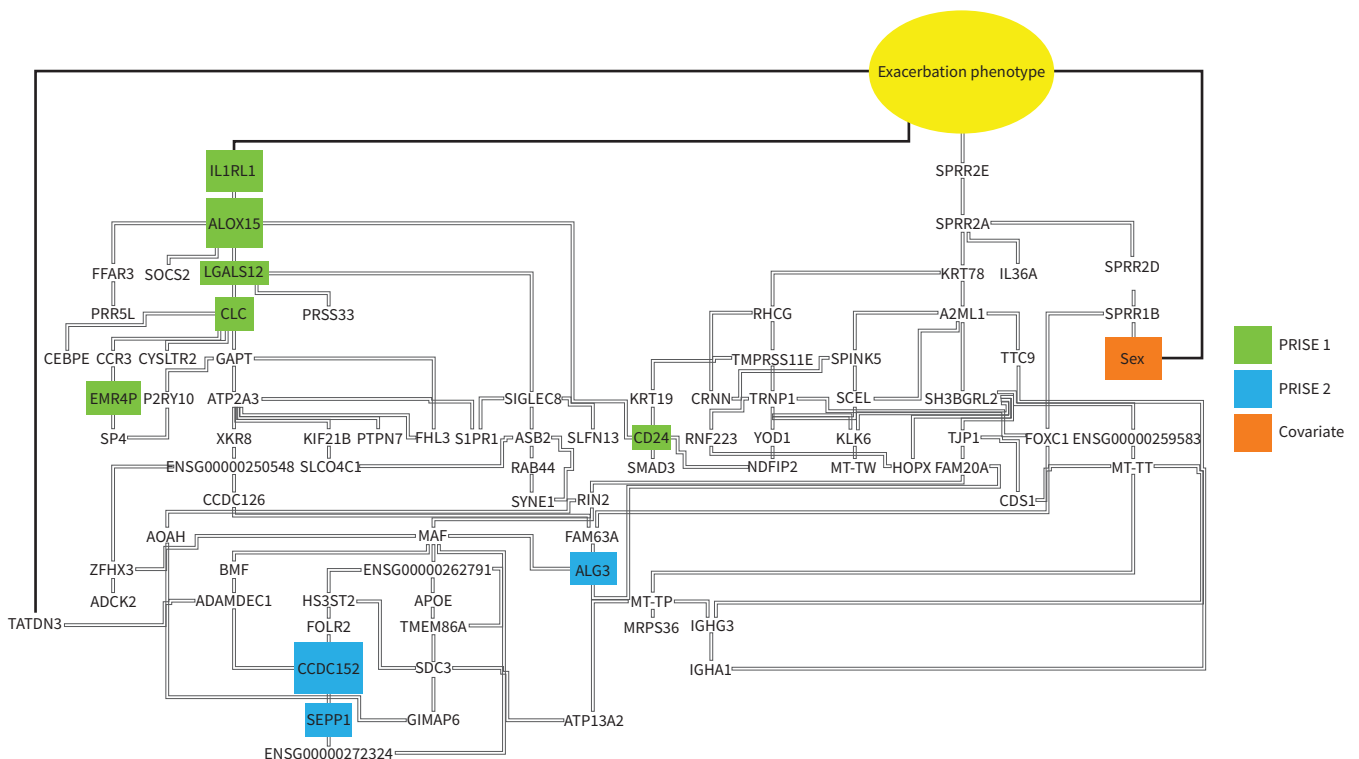 Exacerbation phenotype
IL1RL1
SPRR2E
ALOX15
SPRR2A
FFAR3
SOCS2
LGALS12
KRT78
IL36A
SPRR2D
PRR5L
CLC
PRSS33
RHCG
A2ML1
SPRR1B
CEBPE
CCR3
CYSLTR2
GAPT
TMPRSS11E
SPINK5
TTC9
Sex
PRISE 1
EMR4P
P2RY10
ATP2A3
SIGLEC8
KRT19
CRNN
TRNP1
SCEL
SH3BGRL2
PRISE 2
SP4
XKR8
KIF21B
PTPN7
FHL3
S1PR1
ASB2
SLFN13
CD24
RNF223
YOD1
KLK6
TJP1
FOXC1
ENSG00000259583
Covariate
ENSG00000250548
SLCO4C1
RAB44
SMAD3
NDFIP2
MT-TW
HOPX
FAM20A
MT-TT
CCDC126
SYNE1
RIN2
CDS1
AOAH
MAF
FAM63A
ZFHX3
BMF
ENSG00000262791
ALG3
ADCK2
ADAMDEC1
HS3ST2
APOE
MT-TP
TATDN3
FOLR2
TMEM86A
MRPS36
IGHG3
CCDC152
SDC3
IGHA1
SEPP1
GIMAP6
ATP13A2
ENSG00000272324